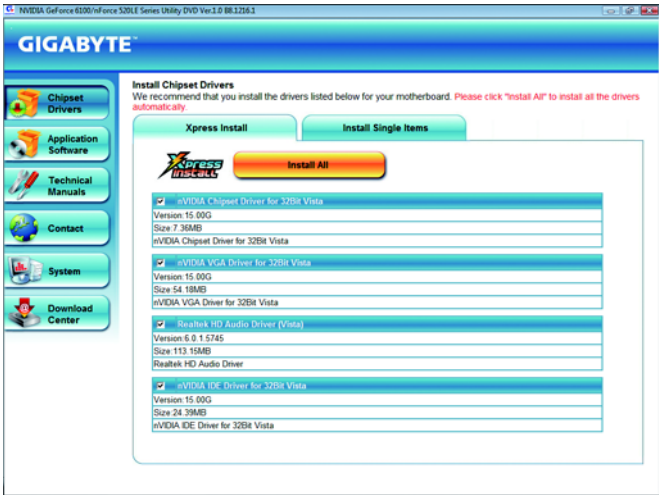 NVIDIA GeForce 6100/nForce 520LE Series Utility DVD Ver.1.0 B8.1216.1
GIGABYTE™
Chipset
Drivers
Application
Software
Technical
Manuals
Contact
System
Download
Center
Install Chipset Drivers
We recommend that you install the drivers listed below for your motherboard. Please click "Install All" to install all the drivers
automatically.
Xpress Install
Install Single Items
Xpress
Install
Install All
nVIDIA Chipset Driver for 32Bit Vista
Version:15.00G
Size:7.36MB
nVIDIA Chipset Driver for 32Bit Vista
nVIDIA VGA Driver for 32Bit Vista
Version:15.00G
Size:54.18MB
nVIDIA VGA Driver for 32Bit Vista
Realtek HD Audio Driver (Vista)
Version:6.0.1.5745
Size:113.15MB
Realtek HD Audio Driver
nVIDIA IDE Driver for 32Bit Vista
Version:15.00G
Size:24.39MB
nVIDIA IDE Driver for 32Bit Vista